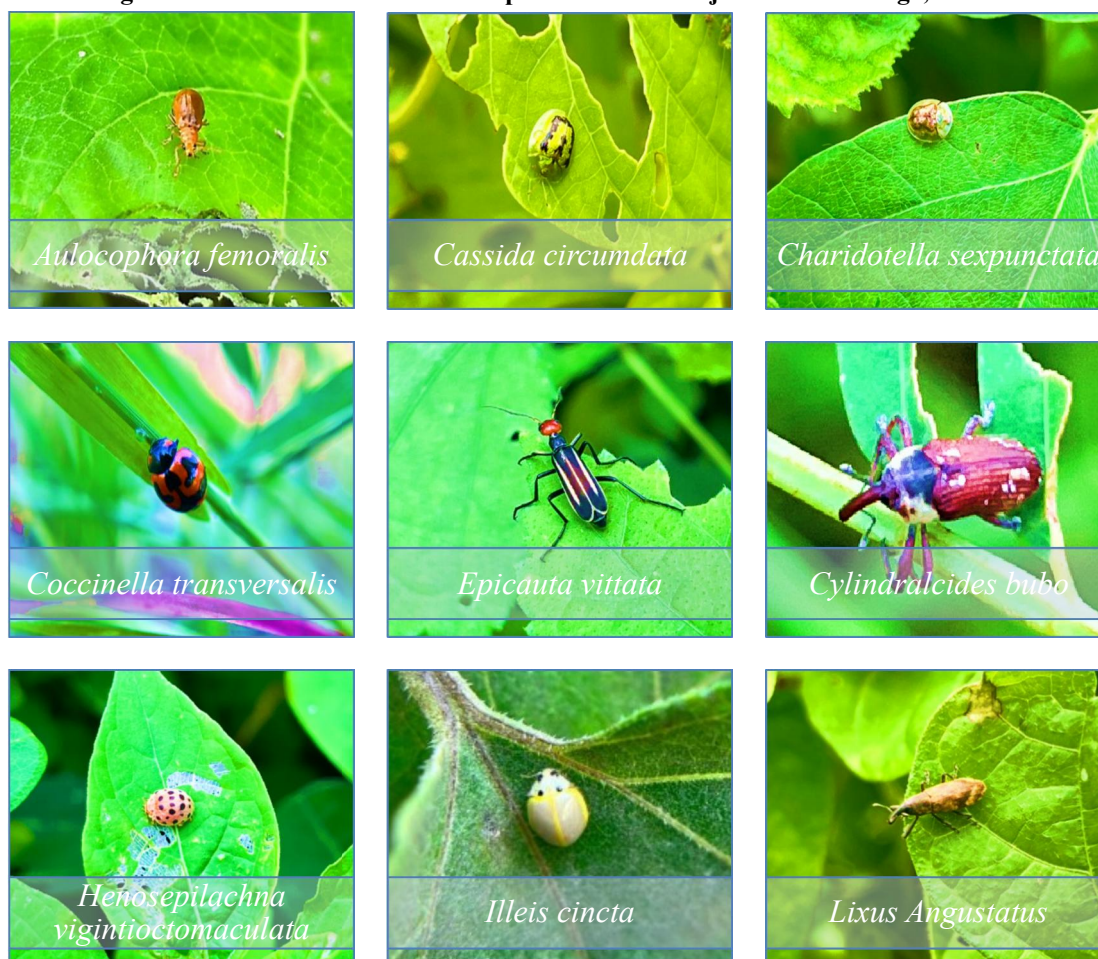 Aulocophora femoralis
Cassida circumdata
Charidotella sexpunctata
Coccinella transversalis
Epicauta vittata
Cylindralcides bubo
Henosepilachna
vigintioctomaculata
Illeis cincta
Lixus Angustatus